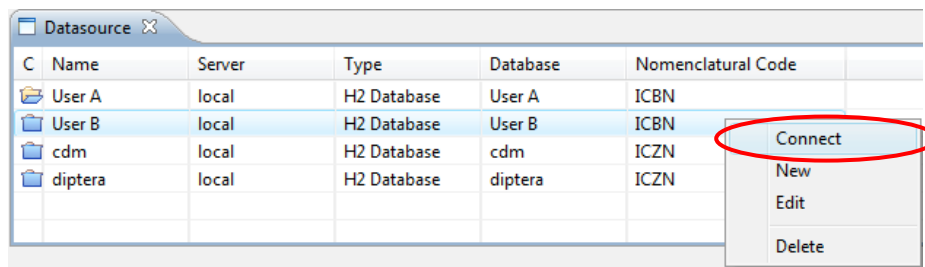 Datasource
C Name Server Type Database Nomenclatural Code
User A local H2 Database User A ICBN
User B local H2 Database User B ICBN
cdm local H2 Database cdm ICZN
diptera local H2 Database diptera ICZN
Connect
New
Edit
Delete